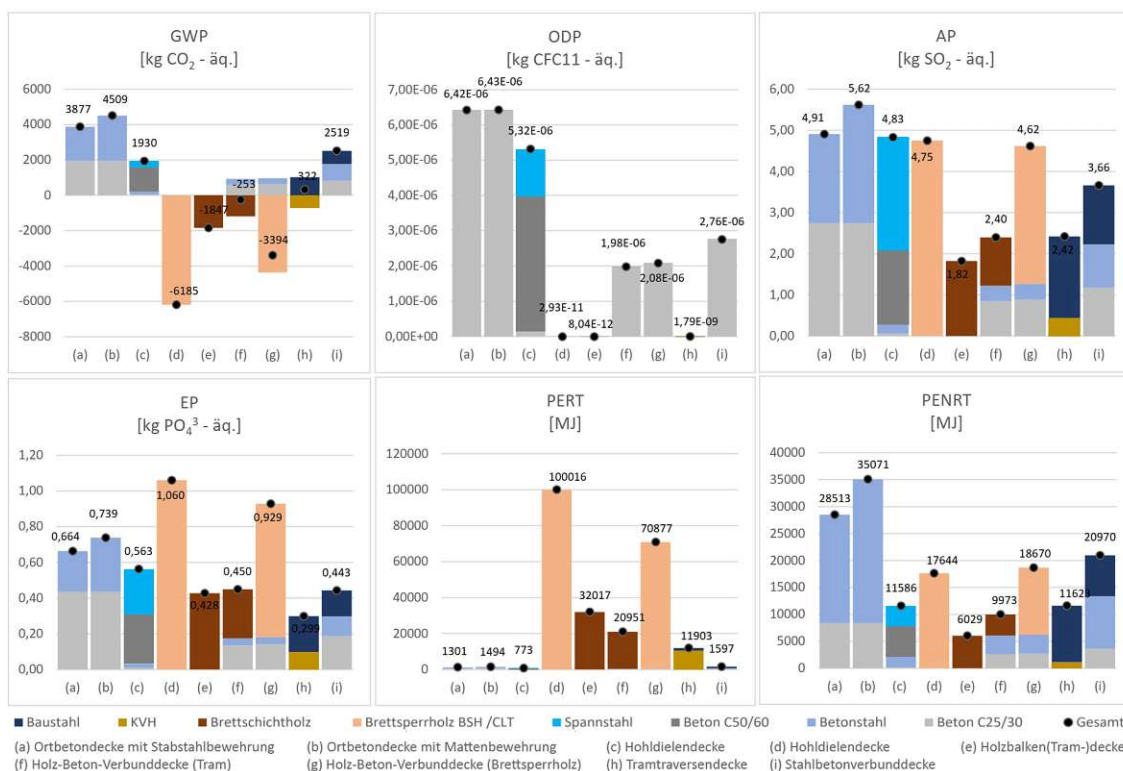 GWP
[kg CO2 - äq.]
6000
4000
2000
0
-2000
-4000
-6000
-8000
3877
4509
1930
-6185
-1847
-253
-3394
322
2519
(a) (b) (c) (d) (e) (f) (g) (h) (i)
ODP
[kg CFC11 - äq.]
7,00E-06
6,00E-06
5,00E-06
4,00E-06
3,00E-06
2,00E-06
1,00E-06
0,00E+00
6,42E-06
6,43E-06
5,32E-06
2,93E-11
8,04E-12
1,98E-06
2,08E-06
1,79E-09
2,76E-06
(a) (b) (c) (d) (e) (f) (g) (h) (i)
AP
[kg SO2 - äq.]
6,00
5,00
4,00
3,00
2,00
1,00
0,00
4,91
5,62
4,83
4,75
1,82
2,40
4,62
2,42
3,66
(a) (b) (c) (d) (e) (f) (g) (h) (i)
EP
[kg PO4³ - äq.]
1,20
1,00
0,80
0,60
0,40
0,20
0,00
0,664
0,739
0,563
1,060
0,428
0,450
0,929
0,299
0,443
(a) (b) (c) (d) (e) (f) (g) (h) (i)
PERT
[MJ]
120000
100000
80000
60000
40000
20000
0
1301
1494
773
100016
32017
20951
70877
11903
1597
(a) (b) (c) (d) (e) (f) (g) (h) (i)
PENRT
[MJ]
40000
35000
30000
25000
20000
15000
10000
5000
0
28513
35071
11586
17644
6029
9973
18670
11623
20970
(a) (b) (c) (d) (e) (f) (g) (h) (i)
Baustahl KVH Brettschichtholz Brettsperrholz BSH /CLT Spannstahl Beton C50/60 Betonstahl Beton C25/30 Gesamt
(a) Ortbetondecke mit Stabstahlbewehrung (b) Ortbetondecke mit Mattenbewehrung (c) Hohldielendecke (d) Hohldielendecke (e) Holzbalken(Tram-)decke
(f) Holz-Beton-Verbunddecke (Tram) (g) Holz-Beton-Verbunddecke (Brettsperrholz) (h) Tramtraversendecke (i) Stahlbetonverbunddecke